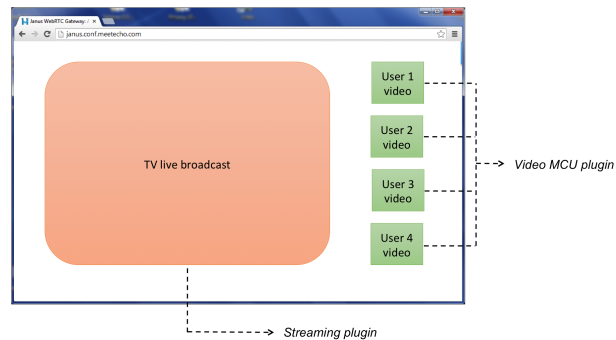 Janus WebRTC Gateway: A
janus.conf.meetecho.com
TV live broadcast
User 1
video
User 2
video
User 3
video
User 4
video
Video MCU plugin
Streaming plugin